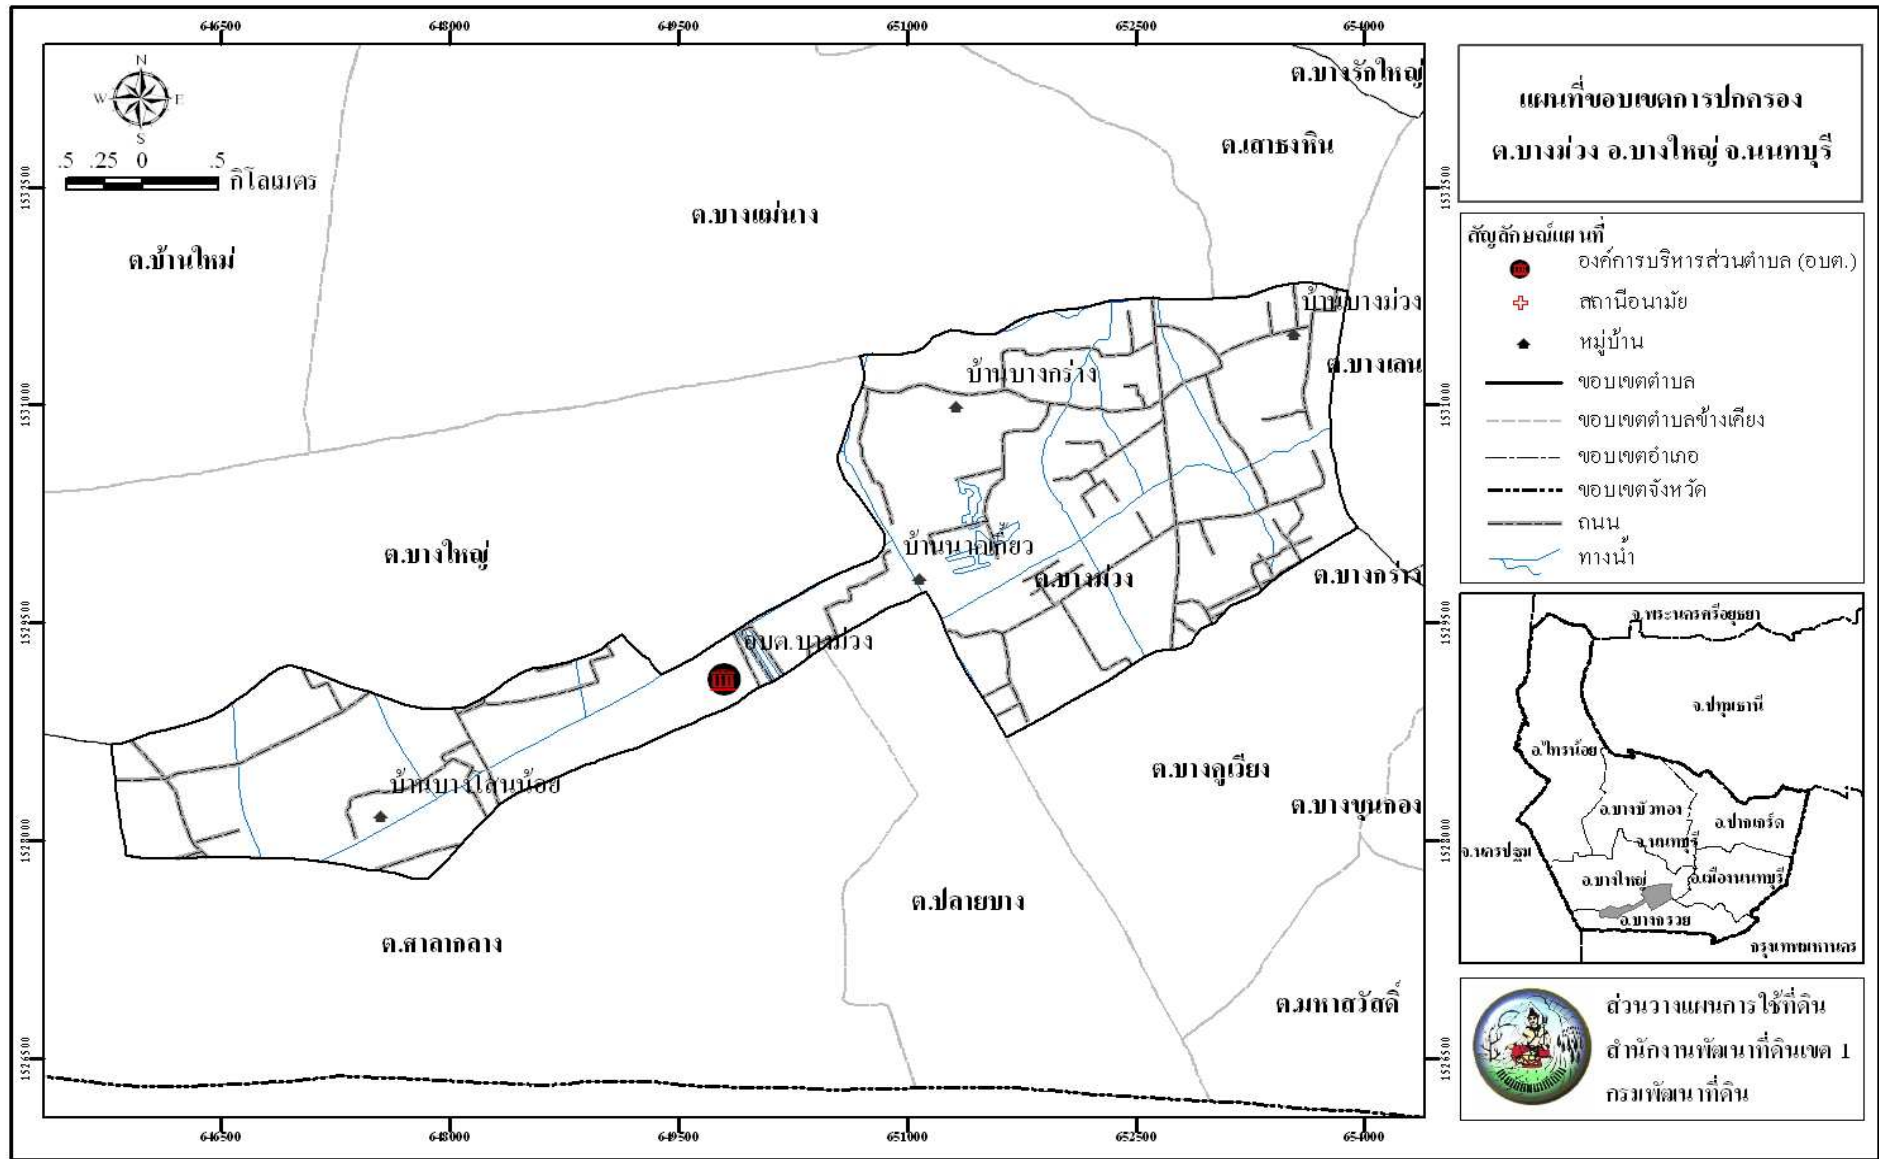 646500 648000 649500 651000 652500 654000
N
W E
S
.5 .25 0 .5
กิโลเมตร
1532500 1532500
1531000 1531000
1529500 1529500
1528000 1528000
1526500 1526500
ต.บางรักใหญ่
ต.เสาธงหิน
ต.บางแม่นาง
ต.บ้านใหม่
บ้านบางม่วง
ต.บางเลน
บ้านบางกร่าง
ต.บางใหญ่
บ้านนาคเกี้ยว
ต.บางม่วง
ต.บางกร่าง
อบต.บางม่วง
ต.บางคูเวียง
บ้านบางโสนน้อย
ต.บางขุนกอง
ต.ปลายบาง
ต.ศาลากลาง
ต.มหาสวัสดิ์
646500 648000 649500 651000 652500 654000
แผนที่ขอบเขตการปกครอง
ต.บางม่วง อ.บางใหญ่ จ.นนทบุรี
สัญลักษณ์แผนที่
องค์การบริหารส่วนตำบล (อบต.)
สถานีอนามัย
หมู่บ้าน
ขอบเขตตำบล
ขอบเขตตำบลข้างเคียง
ขอบเขตอำเภอ
ขอบเขตจังหวัด
ถนน
ทางน้ำ
จ.พระนครศรีอยุธยา
จ.ปทุมธานี
อ.ไทรน้อย
อ.บางบัวทอง
อ.ปากเกร็ด
จ.นนทบุรี
จ.นครปฐม
อ.บางใหญ่
อ.เมืองนนทบุรี
อ.บางกรวย
กรุงเทพมหานคร
ส่วนวางแผนการใช้ที่ดิน
สำนักงานพัฒนาที่ดินเขต 1
กรมพัฒนาที่ดิน